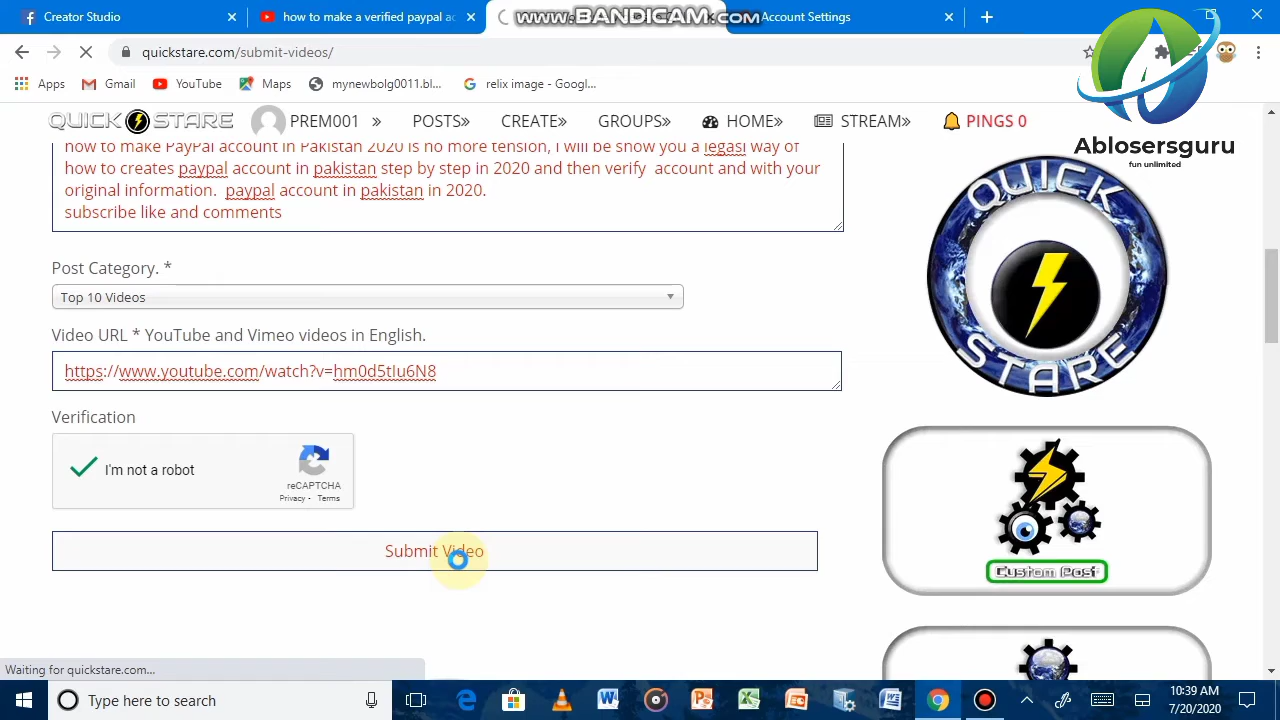 Creator Studio
how to make a verified paypal ac
www.BANDICAM.com
Account Settings
quickstare.com/submit-videos/
Apps
Gmail
YouTube
Maps
mynewbolg0011.bl...
relix image - Googl...
QUICK STARE
PREM001 »
POSTS»
CREATE»
GROUPS»
HOME»
STREAM»
PINGS 0
Ablosersguru
fun unlimited
how to make PayPal account in Pakistan 2020 is no more tension, I will be show you a legasi way of
how to creates paypal account in pakistan step by step in 2020 and then verify account and with your
original information. paypal account in pakistan in 2020.
subscribe like and comments
QUICK
STARE
Post Category. *
Top 10 Videos
Video URL * YouTube and Vimeo videos in English.
https://www.youtube.com/watch?v=hm0d5tIu6N8
Verification
I'm not a robot
reCAPTCHA
Privacy - Terms
Submit Video
Custom Post
Waiting for quickstare.com...
Type here to search
10:39 AM
7/20/2020